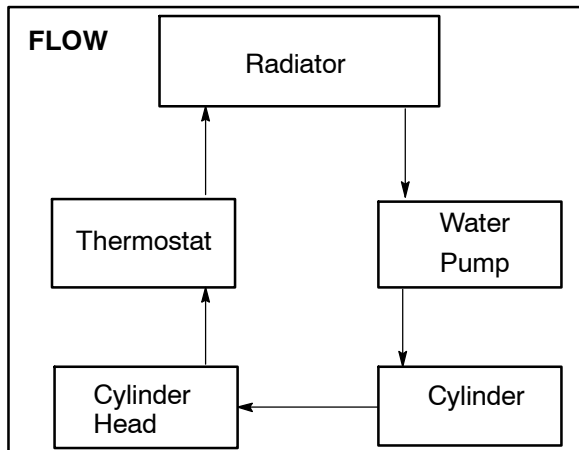 FLOW
Radiator
Thermostat
Water
Pump
Cylinder
Head
Cylinder